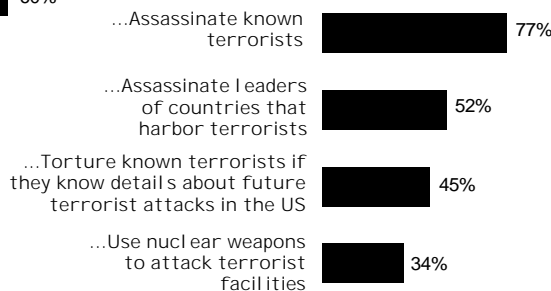 ...Assassinate known
terrorists
77%
...Assassinate leaders
of countries that
harbor terrorists
52%
...Torture known terrorists if
they know details about future
terrorist attacks in the US
45%
...Use nuclear weapons
to attack terrorist
facilities
34%